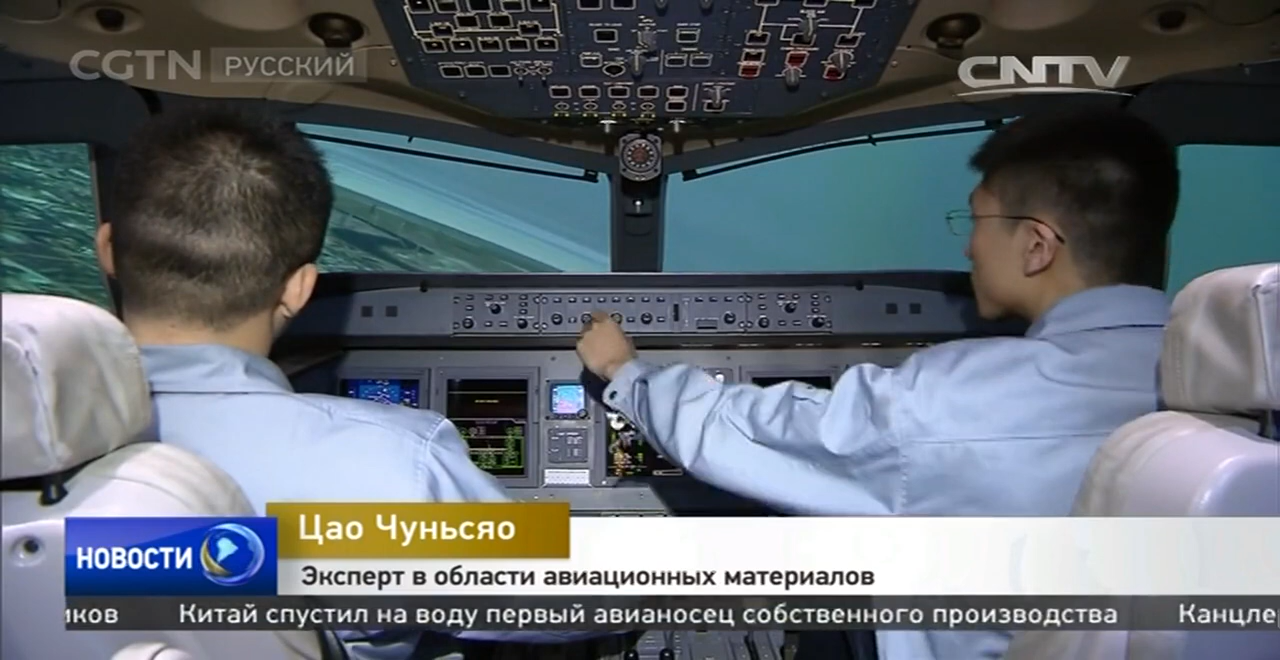 CGTN РУССКИЙ
CNTV
Цао Чуньсяо
НОВОСТИ
Эксперт в области авиационных материалов
иков Китай спустил на воду первый авианосец собственного производства Канцле